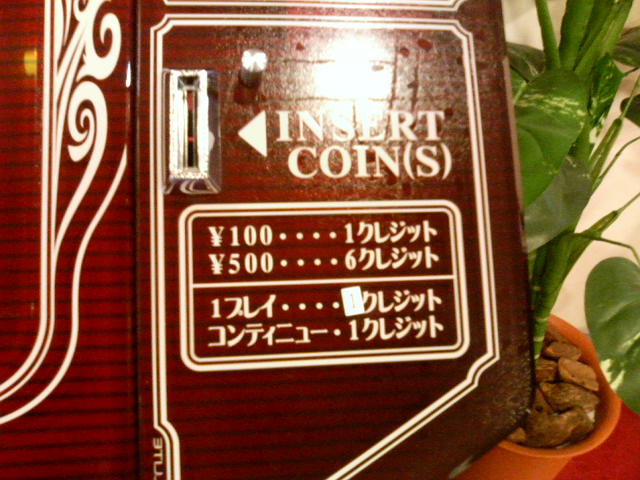 INSERT
COIN(S)
¥100････1クレジット
¥500････6クレジット
1プレイ････1クレジット
コンティニュー･1クレジット